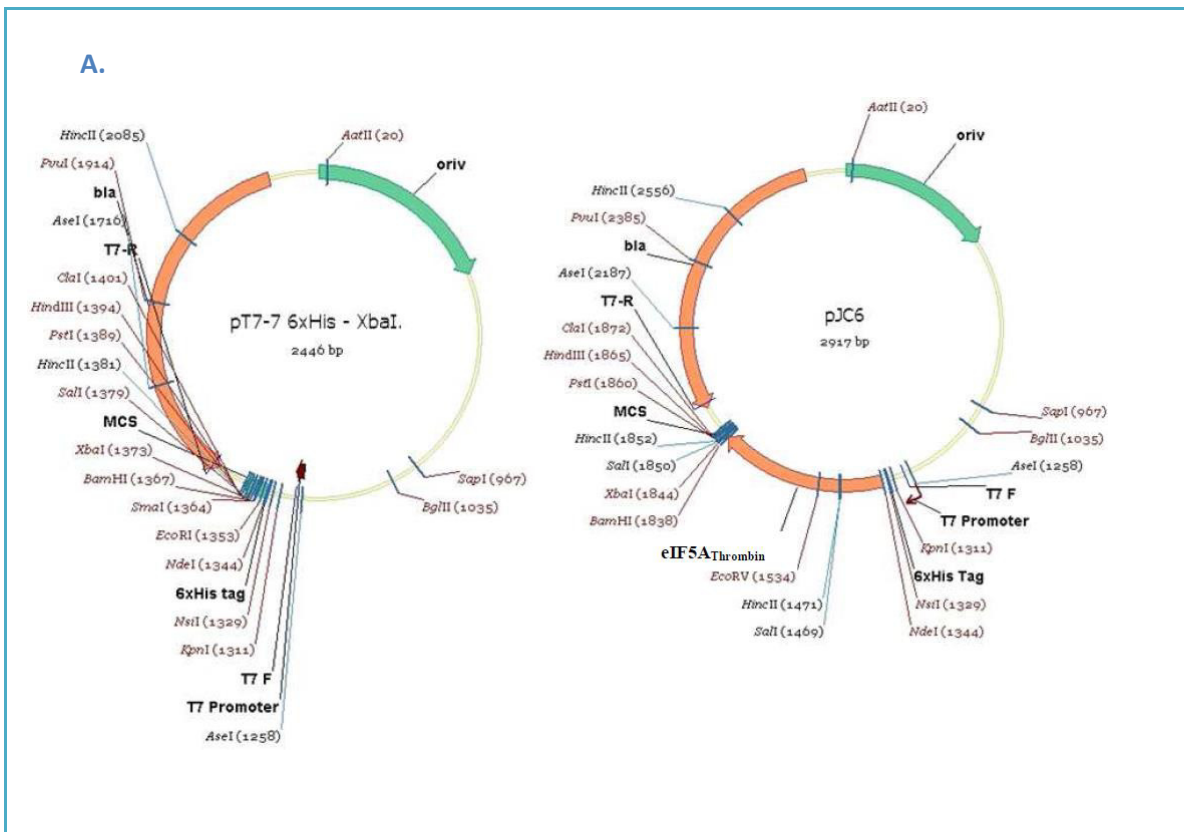 A.
HincII (2085)
PvuI (1914)
bla
AseI (1716)
T7-R
ClaI (1401)
HindIII (1394)
PstI (1389)
HincII (1381)
SalI (1379)
MCS
XbaI (1373)
BamHI (1367)
SmaI (1364)
EcoRI (1353)
NdeI (1344)
6xHis tag
NsiI (1329)
KpnI (1311)
T7 F
T7 Promoter
AseI (1258)
AatII (20)
oriv
pT7-7 6xHis - XbaI.
2446 bp
SapI (967)
BglII (1035)
AatII (20)
oriv
HincII (2556)
PvuI (2385)
bla
AseI (2187)
T7-R
ClaI (1872)
HindIII (1865)
PstI (1860)
MCS
HincII (1852)
SalI (1850)
XbaI (1844)
BamHI (1838)
pJC6
2917 bp
SapI (967)
BglII (1035)
AseI (1258)
T7 F
T7 Promoter
KpnI (1311)
6xHis Tag
NsiI (1329)
NdeI (1344)
eIF5AThrombin
EcoRV (1534)
HincII (1471)
SalI (1469)